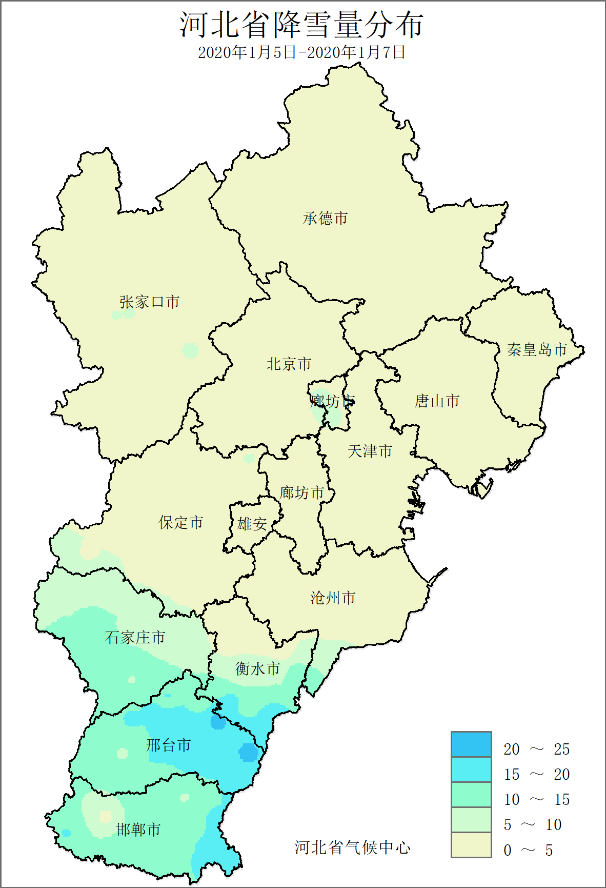 河北省降雪量分布
2020年1月5日-2020年1月7日
承德市
张家口市
秦皇岛市
北京市
廊坊市
唐山市
天津市
廊坊市
保定市
雄安
沧州市
石家庄市
衡水市
邢台市
邯郸市
20 ～ 25
15 ～ 20
10 ～ 15
5 ～ 10
0 ～ 5
河北省气候中心